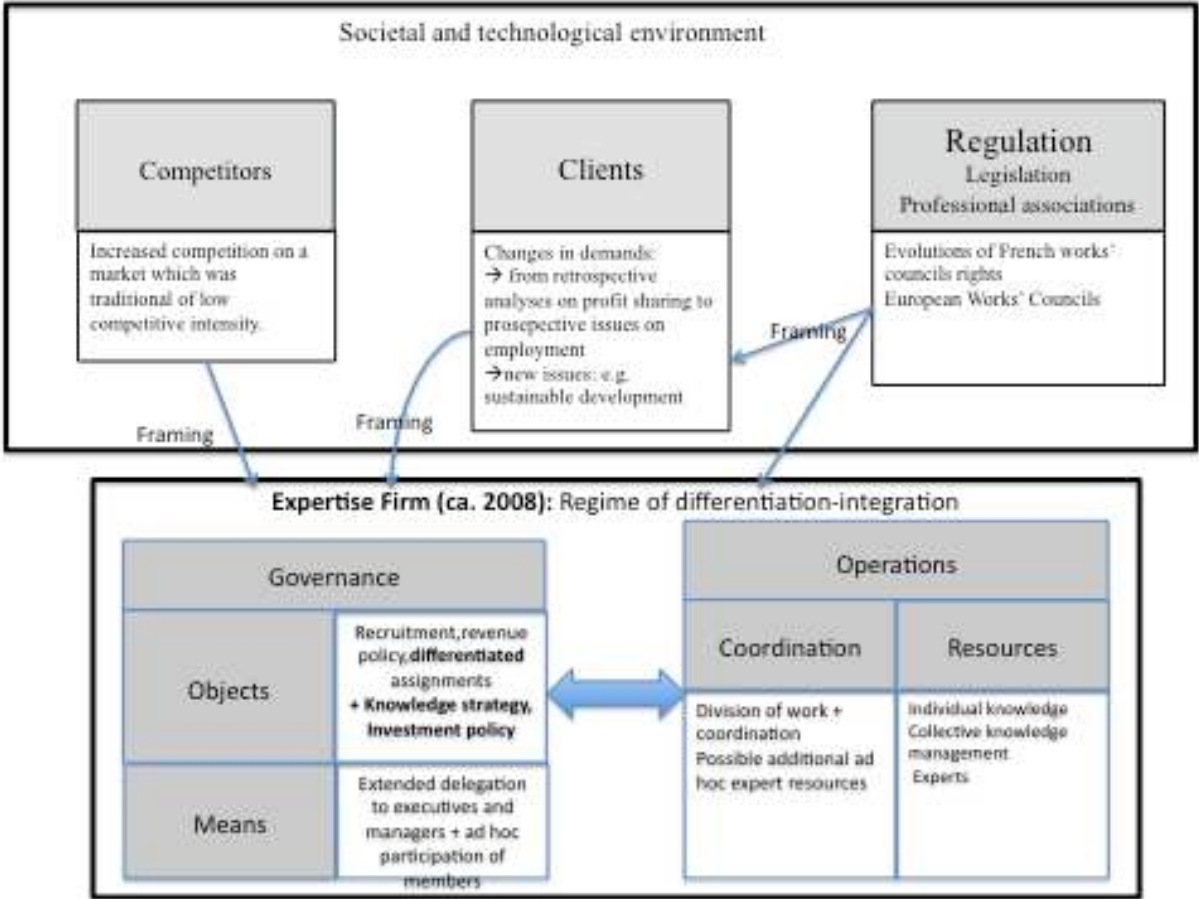 Societal and technological environment
Competitors
Increased competition on a
market which was
traditional of low
competitive intensity.
Clients
Changes in demands:
→ from retrospective
analyses on profit sharing to
prosepective issues on
employment
→new issues: e.g.
sustainable development
Regulation
Legislation
Professional associations
Evolutions of French works'
councils rights
European Works' Councils
Framing
Framing
Framing
Expertise Firm (ca. 2008): Regime of differentiation-integration
Governance
Objects
Recruitment,revenue
policy,differentiated
assignments
+ Knowledge strategy,
Investment policy
Means
Extended delegation
to executives and
managers + ad hoc
participation of
members
Operations
Coordination
Division of work +
coordination
Possible additional ad
hoc expert resources
Resources
Individual knowledge
Collective knowledge
management
Experts